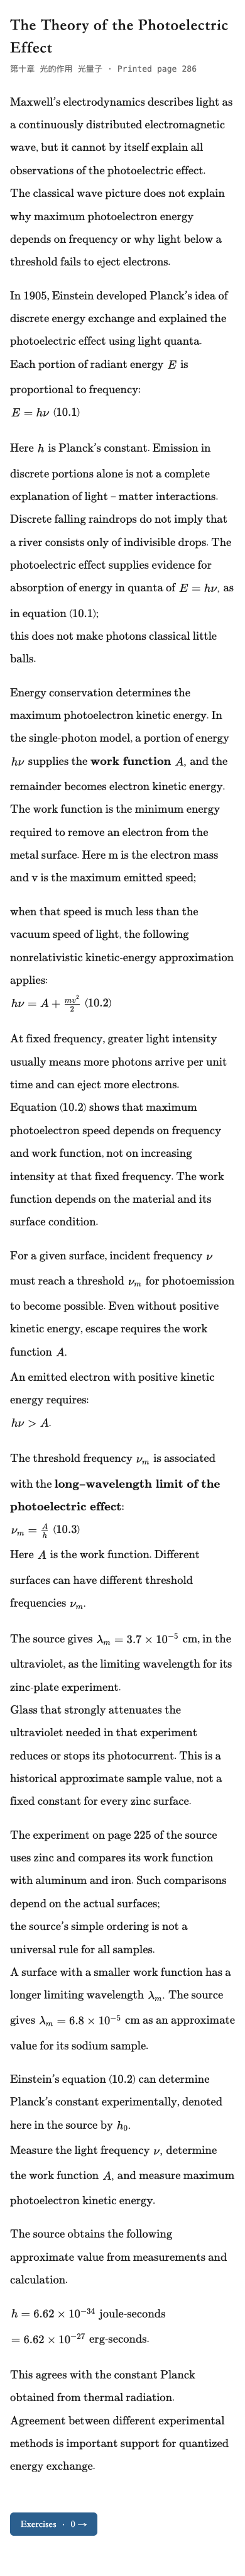 The Theory of the Photoelectric
Effect
第十章 光的作用 光量子 · Printed page 286
Maxwell's electrodynamics describes light as
a continuously distributed electromagnetic
wave, but it cannot by itself explain all
observations of the photoelectric effect.
The classical wave picture does not explain
why maximum photoelectron energy
depends on frequency or why light below a
threshold fails to eject electrons.
In 1905, Einstein developed Planck's idea of
discrete energy exchange and explained the
photoelectric effect using light quanta.
Each portion of radiant energy E is
proportional to frequency:
E = hν (10.1)
Here h is Planck's constant. Emission in
discrete portions alone is not a complete
explanation of light – matter interactions.
Discrete falling raindrops do not imply that
a river consists only of indivisible drops. The
photoelectric effect supplies evidence for
absorption of energy in quanta of E = hν, as
in equation (10.1);
this does not make photons classical little
balls.
Energy conservation determines the
maximum photoelectron kinetic energy. In
the single-photon model, a portion of energy
hν supplies the work function A, and the
remainder becomes electron kinetic energy.
The work function is the minimum energy
required to remove an electron from the
metal surface. Here m is the electron mass
and v is the maximum emitted speed;
when that speed is much less than the
vacuum speed of light, the following
nonrelativistic kinetic-energy approximation
applies:
hν = A + mv²/2 (10.2)
At fixed frequency, greater light intensity
usually means more photons arrive per unit
time and can eject more electrons.
Equation (10.2) shows that maximum
photoelectron speed depends on frequency
and work function, not on increasing
intensity at that fixed frequency. The work
function depends on the material and its
surface condition.
For a given surface, incident frequency ν
must reach a threshold νₘ for photoemission
to become possible. Even without positive
kinetic energy, escape requires the work
function A.
An emitted electron with positive kinetic
energy requires:
hν > A.
The threshold frequency νₘ is associated
with the long–wavelength limit of the
photoelectric effect:
νₘ = A/h (10.3)
Here A is the work function. Different
surfaces can have different threshold
frequencies νₘ.
The source gives λₘ = 3.7 × 10⁻⁵ cm, in the
ultraviolet, as the limiting wavelength for its
zinc-plate experiment.
Glass that strongly attenuates the
ultraviolet needed in that experiment
reduces or stops its photocurrent. This is a
historical approximate sample value, not a
fixed constant for every zinc surface.
The experiment on page 225 of the source
uses zinc and compares its work function
with aluminum and iron. Such comparisons
depend on the actual surfaces;
the source's simple ordering is not a
universal rule for all samples.
A surface with a smaller work function has a
longer limiting wavelength λₘ. The source
gives λₘ = 6.8 × 10⁻⁵ cm as an approximate
value for its sodium sample.
Einstein's equation (10.2) can determine
Planck's constant experimentally, denoted
here in the source by h₀.
Measure the light frequency ν, determine
the work function A, and measure maximum
photoelectron kinetic energy.
The source obtains the following
approximate value from measurements and
calculation.
h = 6.62 × 10⁻³⁴ joule-seconds
= 6.62 × 10⁻²⁷ erg-seconds.
This agrees with the constant Planck
obtained from thermal radiation.
Agreement between different experimental
methods is important support for quantized
energy exchange.
Exercises · 0 →